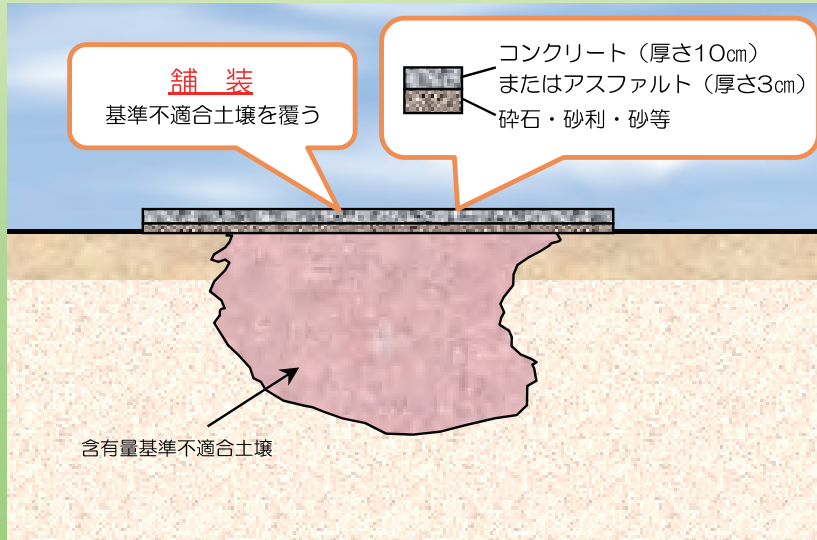 舗　装
基準不適合土壌を覆う
コンクリート（厚さ10㎝）
またはアスファルト（厚さ3㎝）
砕石・砂利・砂等
含有量基準不適合土壌